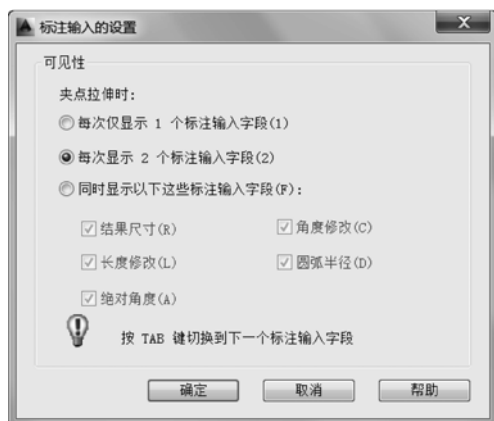 标注输入的设置
可见性
夹点拉伸时:
每次仅显示 1 个标注输入字段(1)
每次显示 2 个标注输入字段(2)
同时显示以下这些标注输入字段(F):
结果尺寸(R) 角度修改(C)
长度修改(L) 圆弧半径(D)
绝对角度(A)
按 TAB 键切换到下一个标注输入字段
确定 取消 帮助